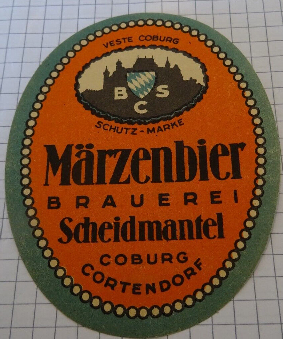 VESTE COBURG
B S
C
SCHUTZ-MARKE
Märzenbier
BRAUEREI
Scheidmantel
COBURG
CORTENDORF